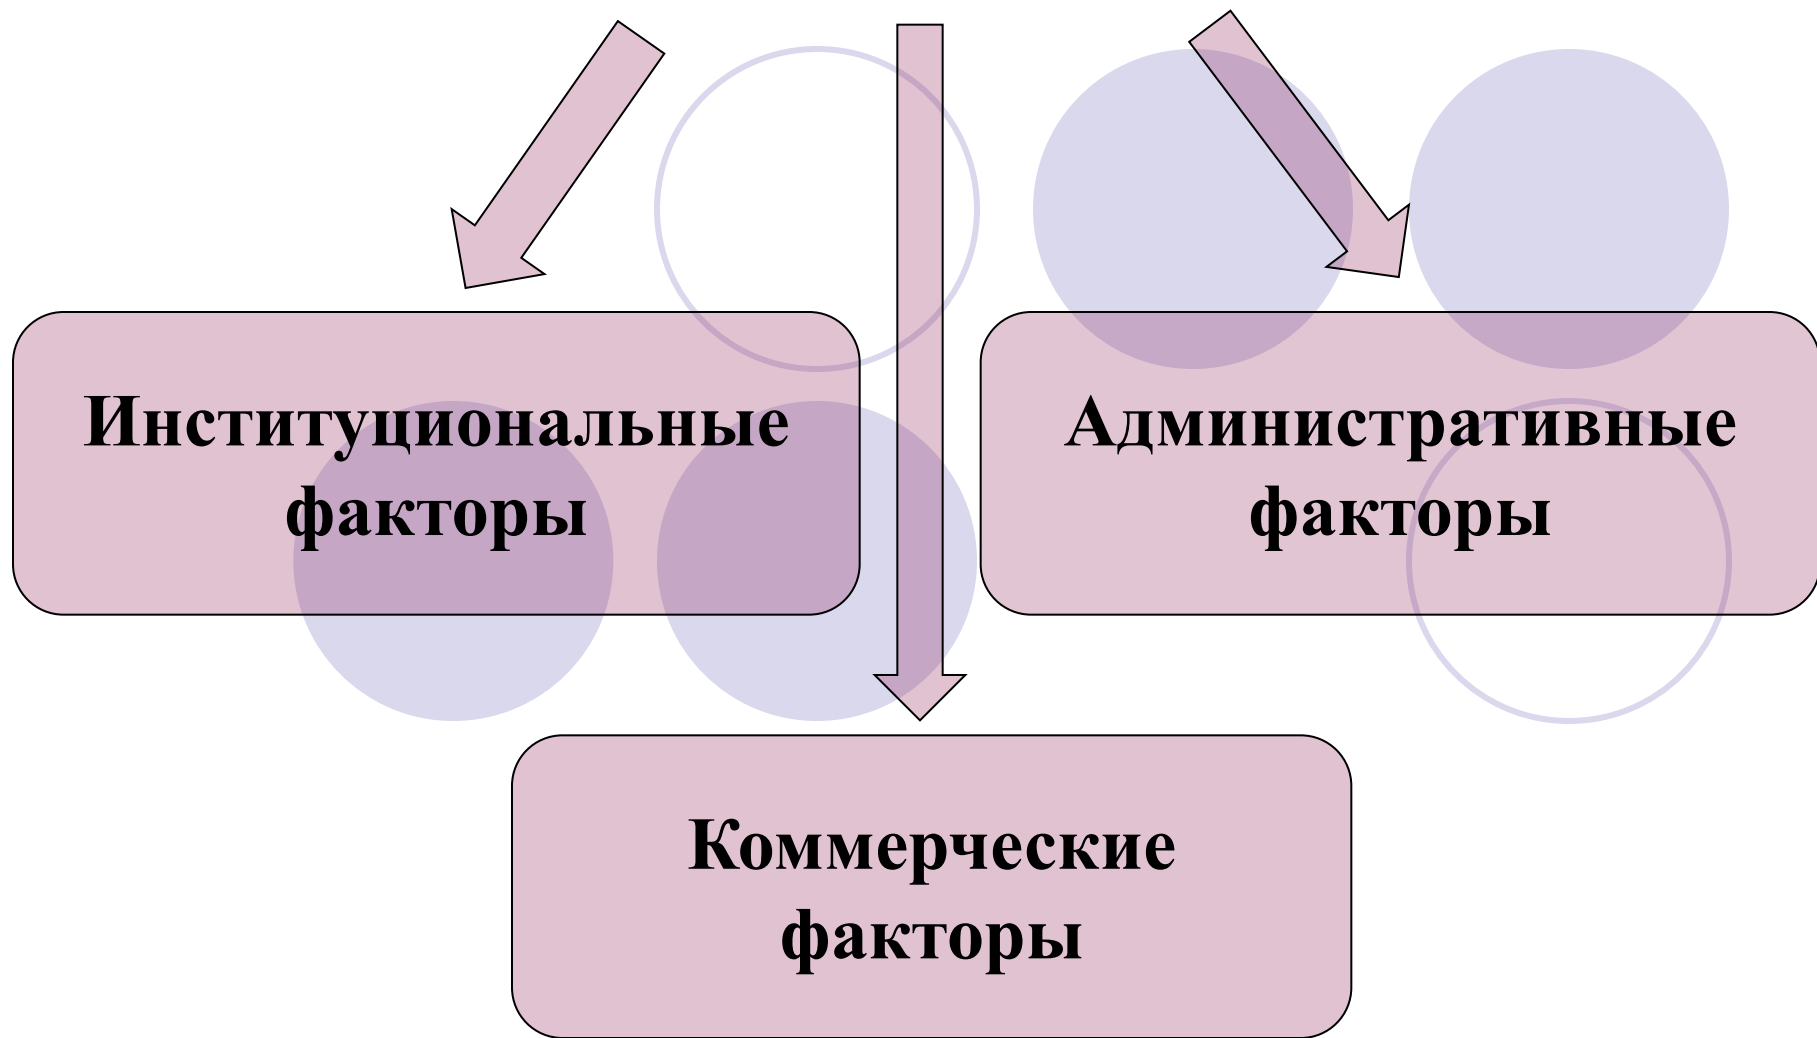 Институциональные
факторы
Административные
факторы
Коммерческие
факторы